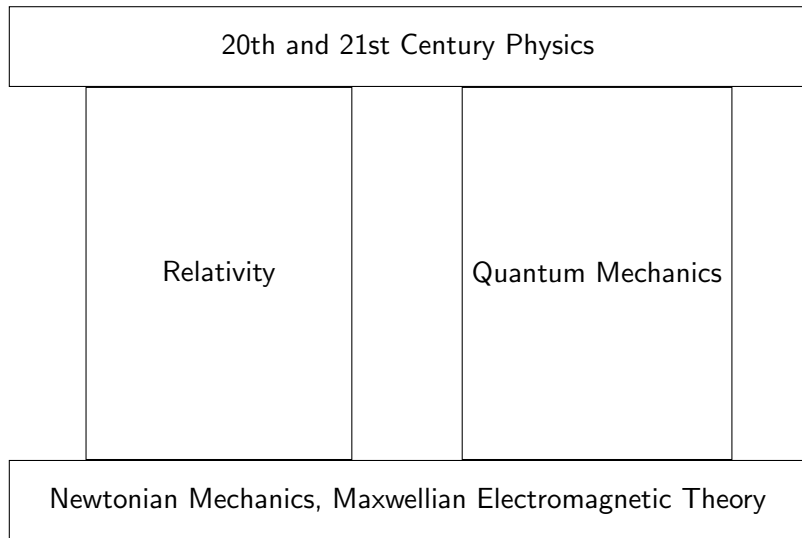 20th and 21st Century Physics
Relativity
Quantum Mechanics
Newtonian Mechanics, Maxwellian Electromagnetic Theory